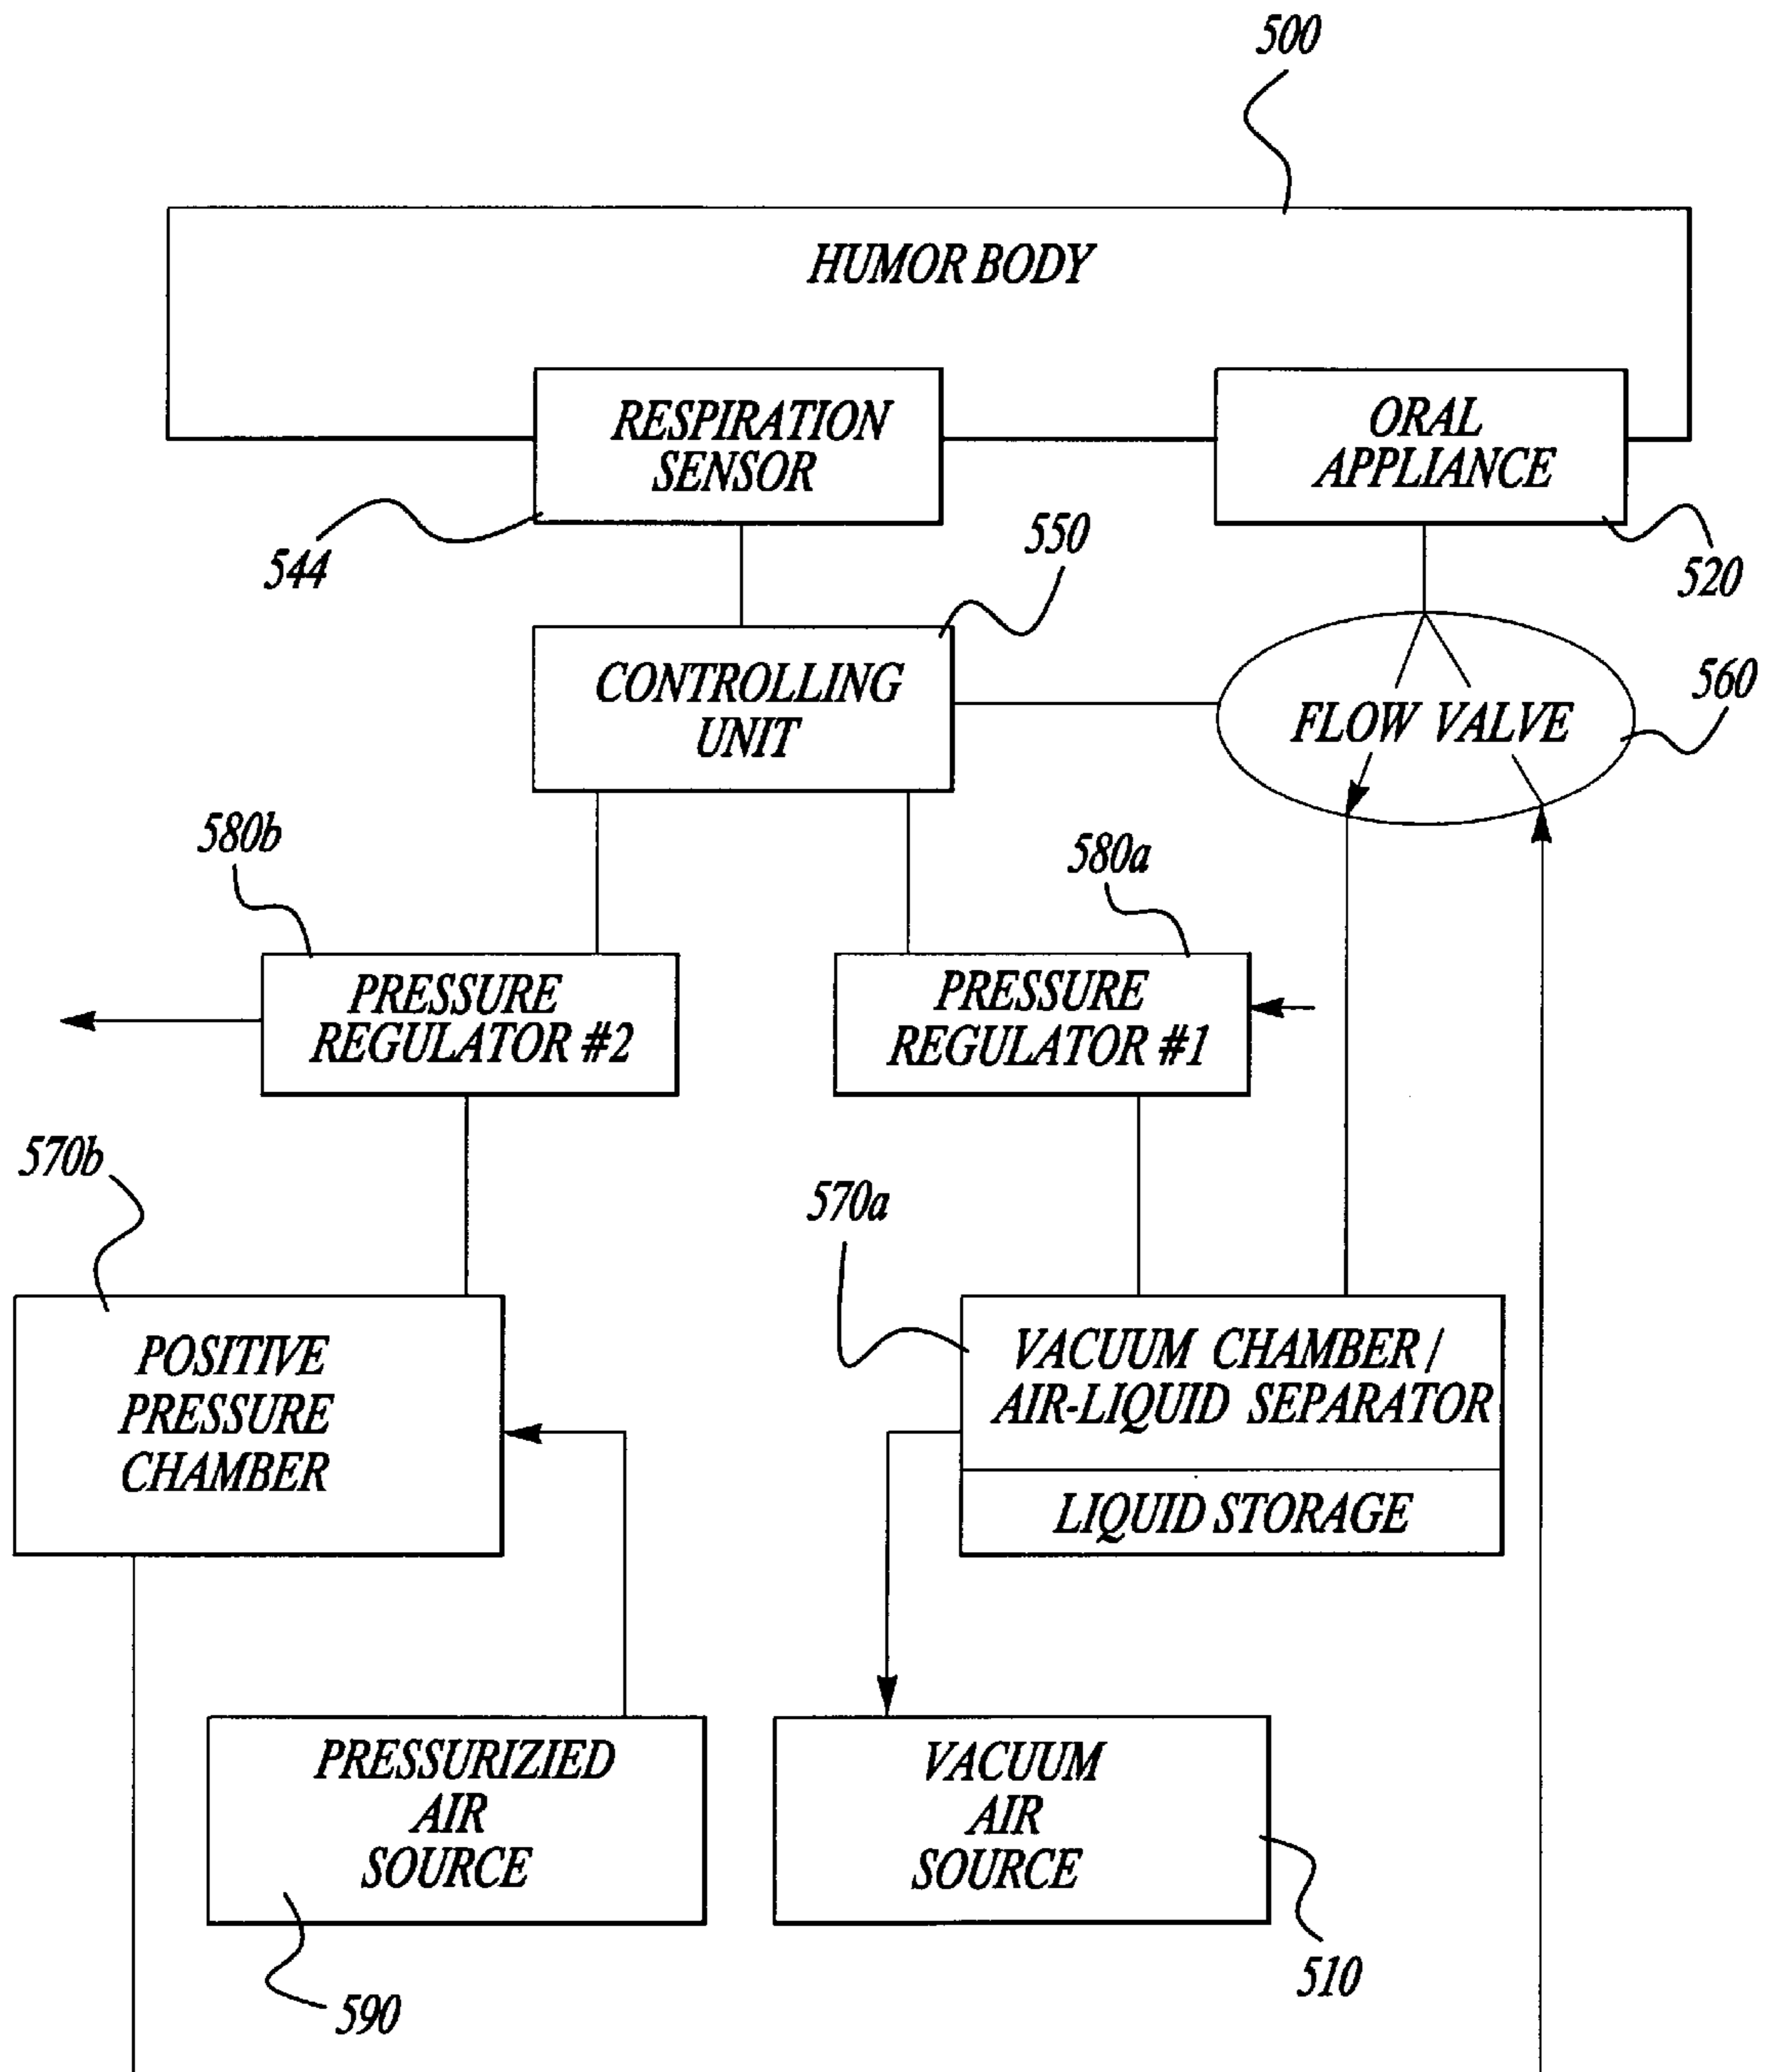 500
HUMOR BODY
RESPIRATION
SENSOR
ORAL
APPLIANCE
544
550
520
CONTROLLING
UNIT
FLOW VALVE
560
580b
580a
PRESSURE
REGULATOR #2
PRESSURE
REGULATOR #1
570b
570a
POSITIVE
PRESSURE
CHAMBER
VACUUM CHAMBER /
AIR-LIQUID SEPARATOR
LIQUID STORAGE
PRESSURIZIED
AIR
SOURCE
VACUUM
AIR
SOURCE
590
510